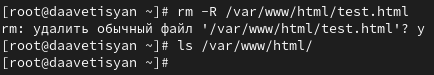 [root@daavetisyan ~]# rm -R /var/www/html/test.html
rm: удалить обычный файл '/var/www/html/test.html'? y
[root@daavetisyan ~]# ls /var/www/html/
[root@daavetisyan ~]#